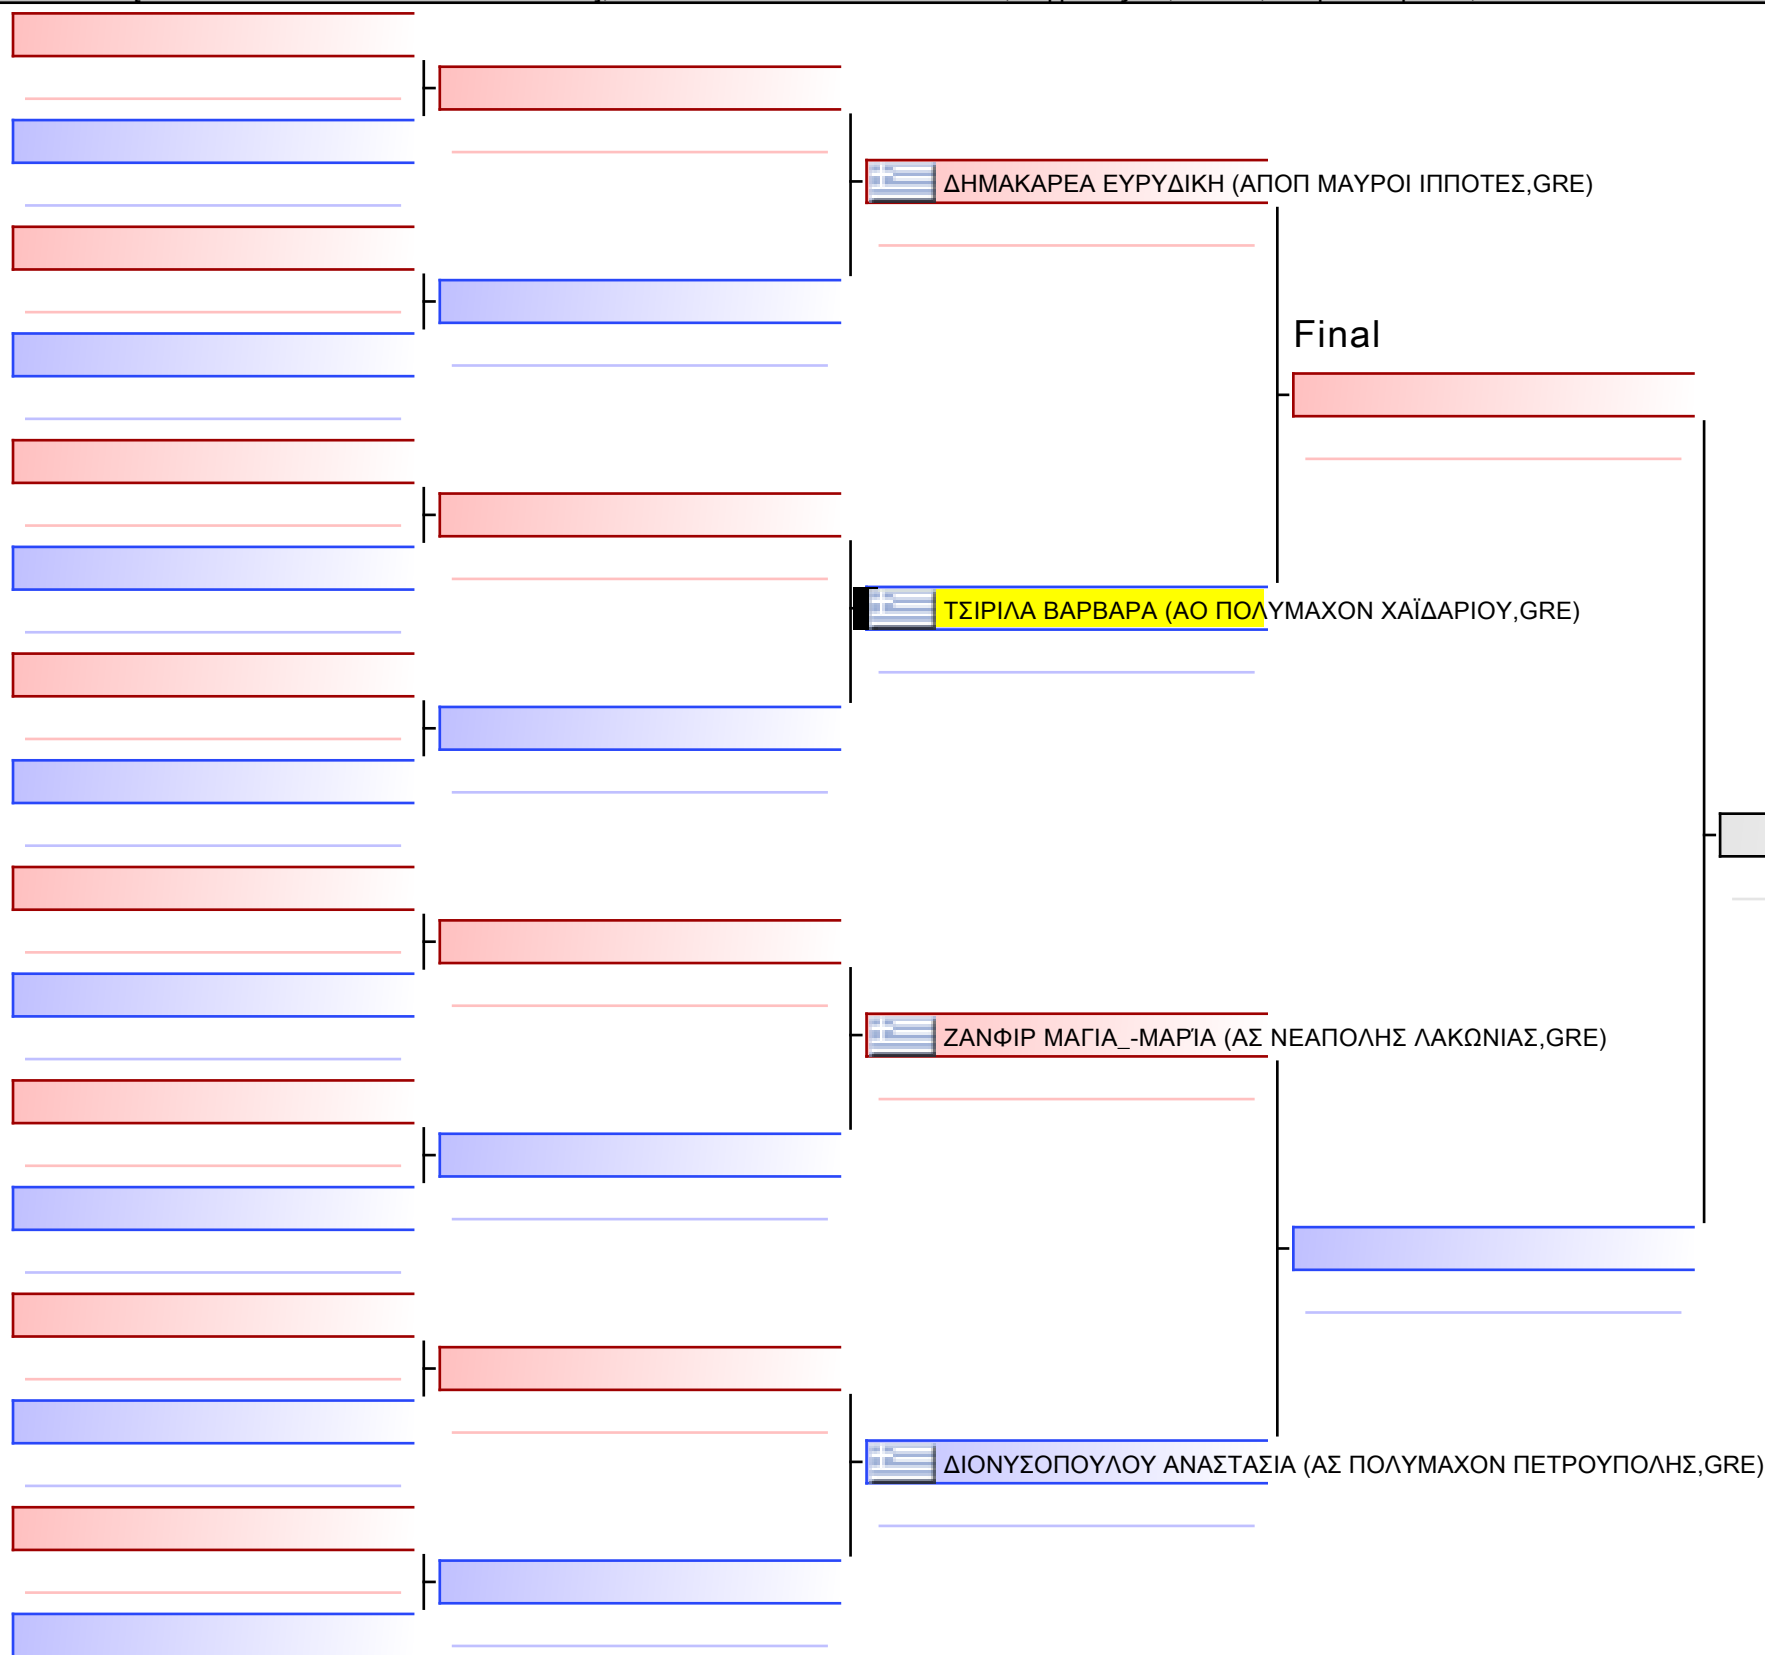 ΔΗΜΑΚΑΡΕΑ ΕΥΡΥΔΙΚΗ (ΑΠΟΠ ΜΑΥΡΟΙ ΙΠΠΟΤΕΣ,GRE)
Final
ΤΣΙΡΙΛΑ ΒΑΡΒΑΡΑ (ΑΟ ΠΟΛΥΜΑΧΟΝ ΧΑΪΔΑΡΙΟΥ,GRE)
ΖΑΝΦΙΡ ΜΑΓΙΑ_-ΜΑΡΊΑ (ΑΣ ΝΕΑΠΟΛΗΣ ΛΑΚΩΝΙΑΣ,GRE)
ΔΙΟΝΥΣΟΠΟΥΛΟΥ ΑΝΑΣΤΑΣΙΑ (ΑΣ ΠΟΛΥΜΑΧΟΝ ΠΕΤΡΟΥΠΟΛΗΣ,GRE)